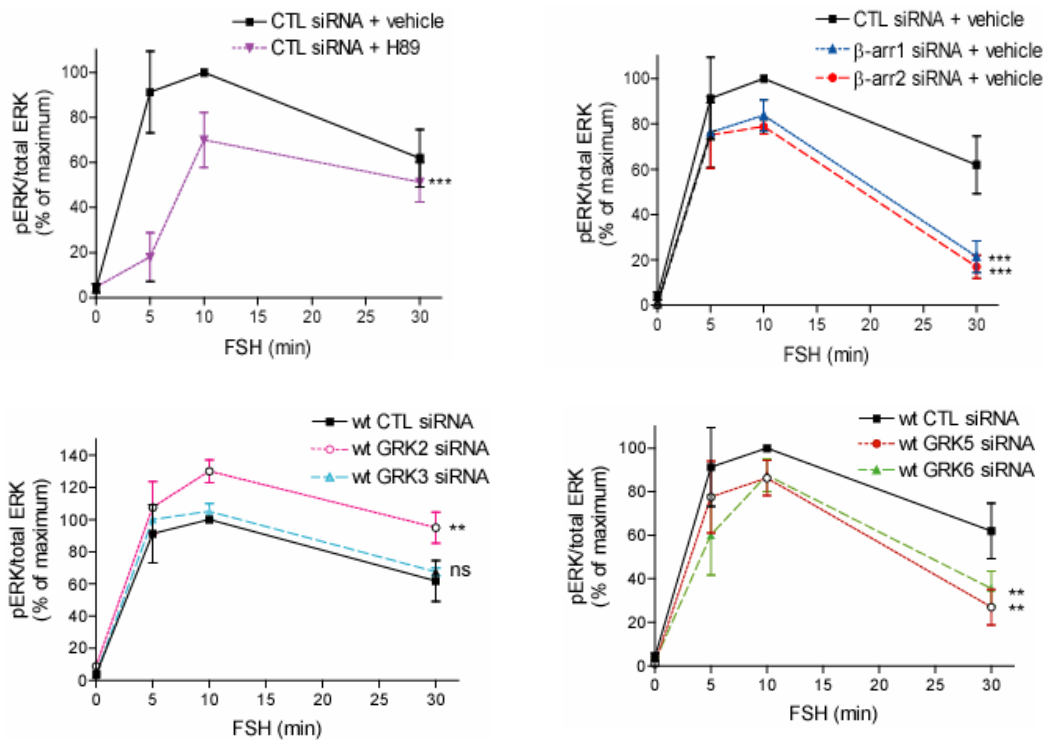 CTL siRNA + vehicle
CTL siRNA + H89
pERK/total ERK
(% of maximum)
100
80
60
40
20
0
***
0 5 10 15 20 25 30
FSH (min)
CTL siRNA + vehicle
β-arr1 siRNA + vehicle
β-arr2 siRNA + vehicle
pERK/total ERK
(% of maximum)
100
80
60
40
20
0
***
***
0 5 10 15 20 25 30
FSH (min)
wt CTL siRNA
wt GRK2 siRNA
wt GRK3 siRNA
pERK/total ERK
(% of maximum)
140
120
100
80
60
40
20
0
**
ns
0 5 10 15 20 25 30
FSH (min)
wt CTL siRNA
wt GRK5 siRNA
wt GRK6 siRNA
pERK/total ERK
(% of maximum)
100
80
60
40
20
0
**
**
0 5 10 15 20 25 30
FSH (min)